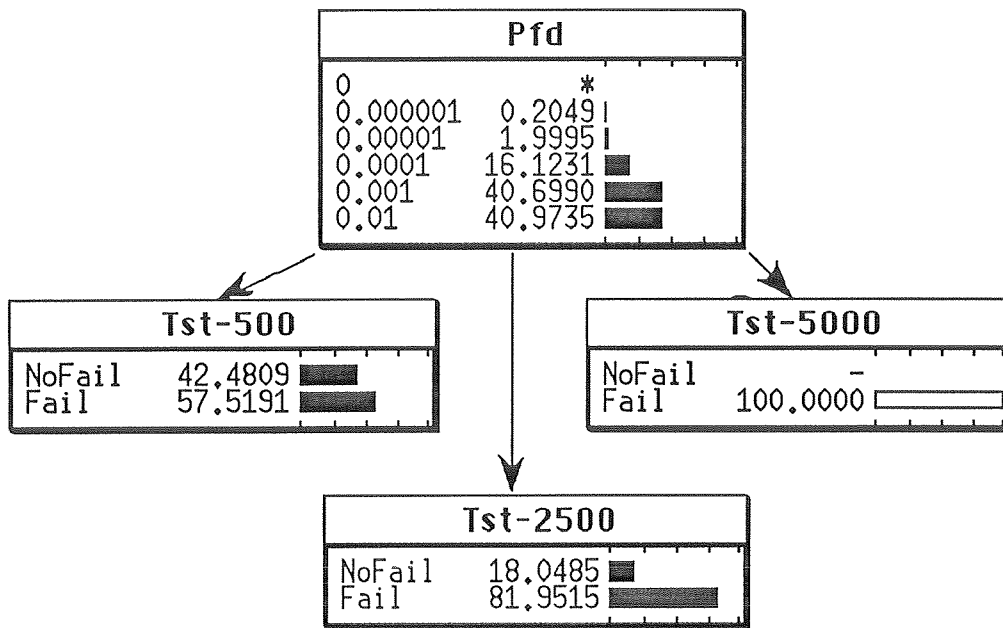 Pfd
0 *
0.000001 0.2049
0.00001 1.9995
0.0001 16.1231
0.001 40.6990
0.01 40.9735
Tst-500
NoFail 42.4809
Fail 57.5191
Tst-5000
NoFail -
Fail 100.0000
Tst-2500
NoFail 18.0485
Fail 81.9515